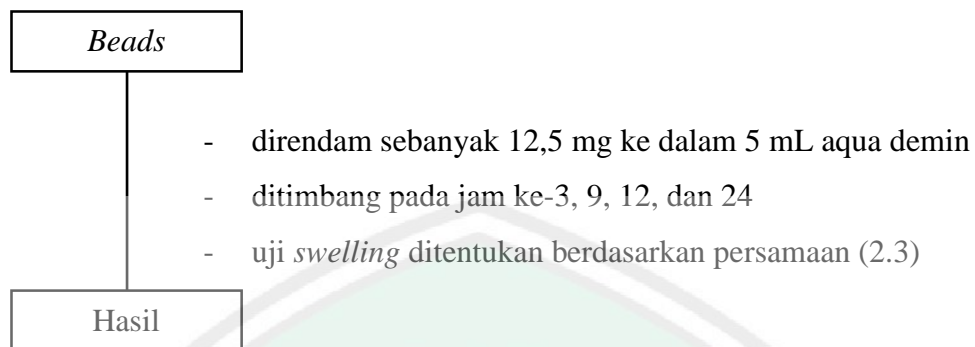 Beads
- direndam sebanyak 12,5 mg ke dalam 5 mL aqua demin
- ditimbang pada jam ke-3, 9, 12, dan 24
- uji swelling ditentukan berdasarkan persamaan (2.3)
Hasil